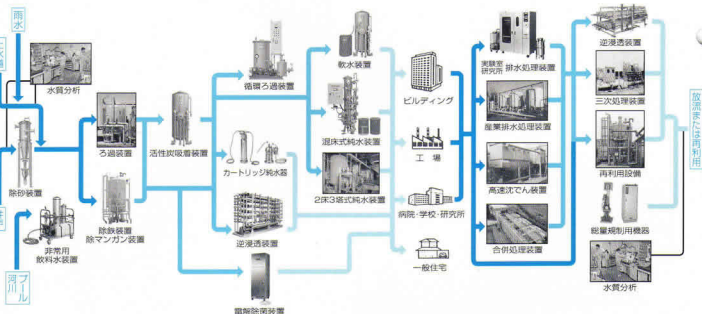 雨水
水質分析
除砂装置
非常用
飲料水装置
プール
河川
ろ過装置
除鉄装置
除マンガン装置
活性炭吸着装置
循環ろ過装置
カートリッジ純水器
逆浸透装置
電解除菌装置
軟水装置
混床式純水装置
2床3塔式純水装置
ビルディング
工場
病院・学校・研究所
一般住宅
実験室
研究所
排水処理装置
産業排水処理装置
高速沈でん装置
合併処理装置
逆浸透装置
三次処理装置
再利用設備
総量規制用機器
水質分析
放流または再利用